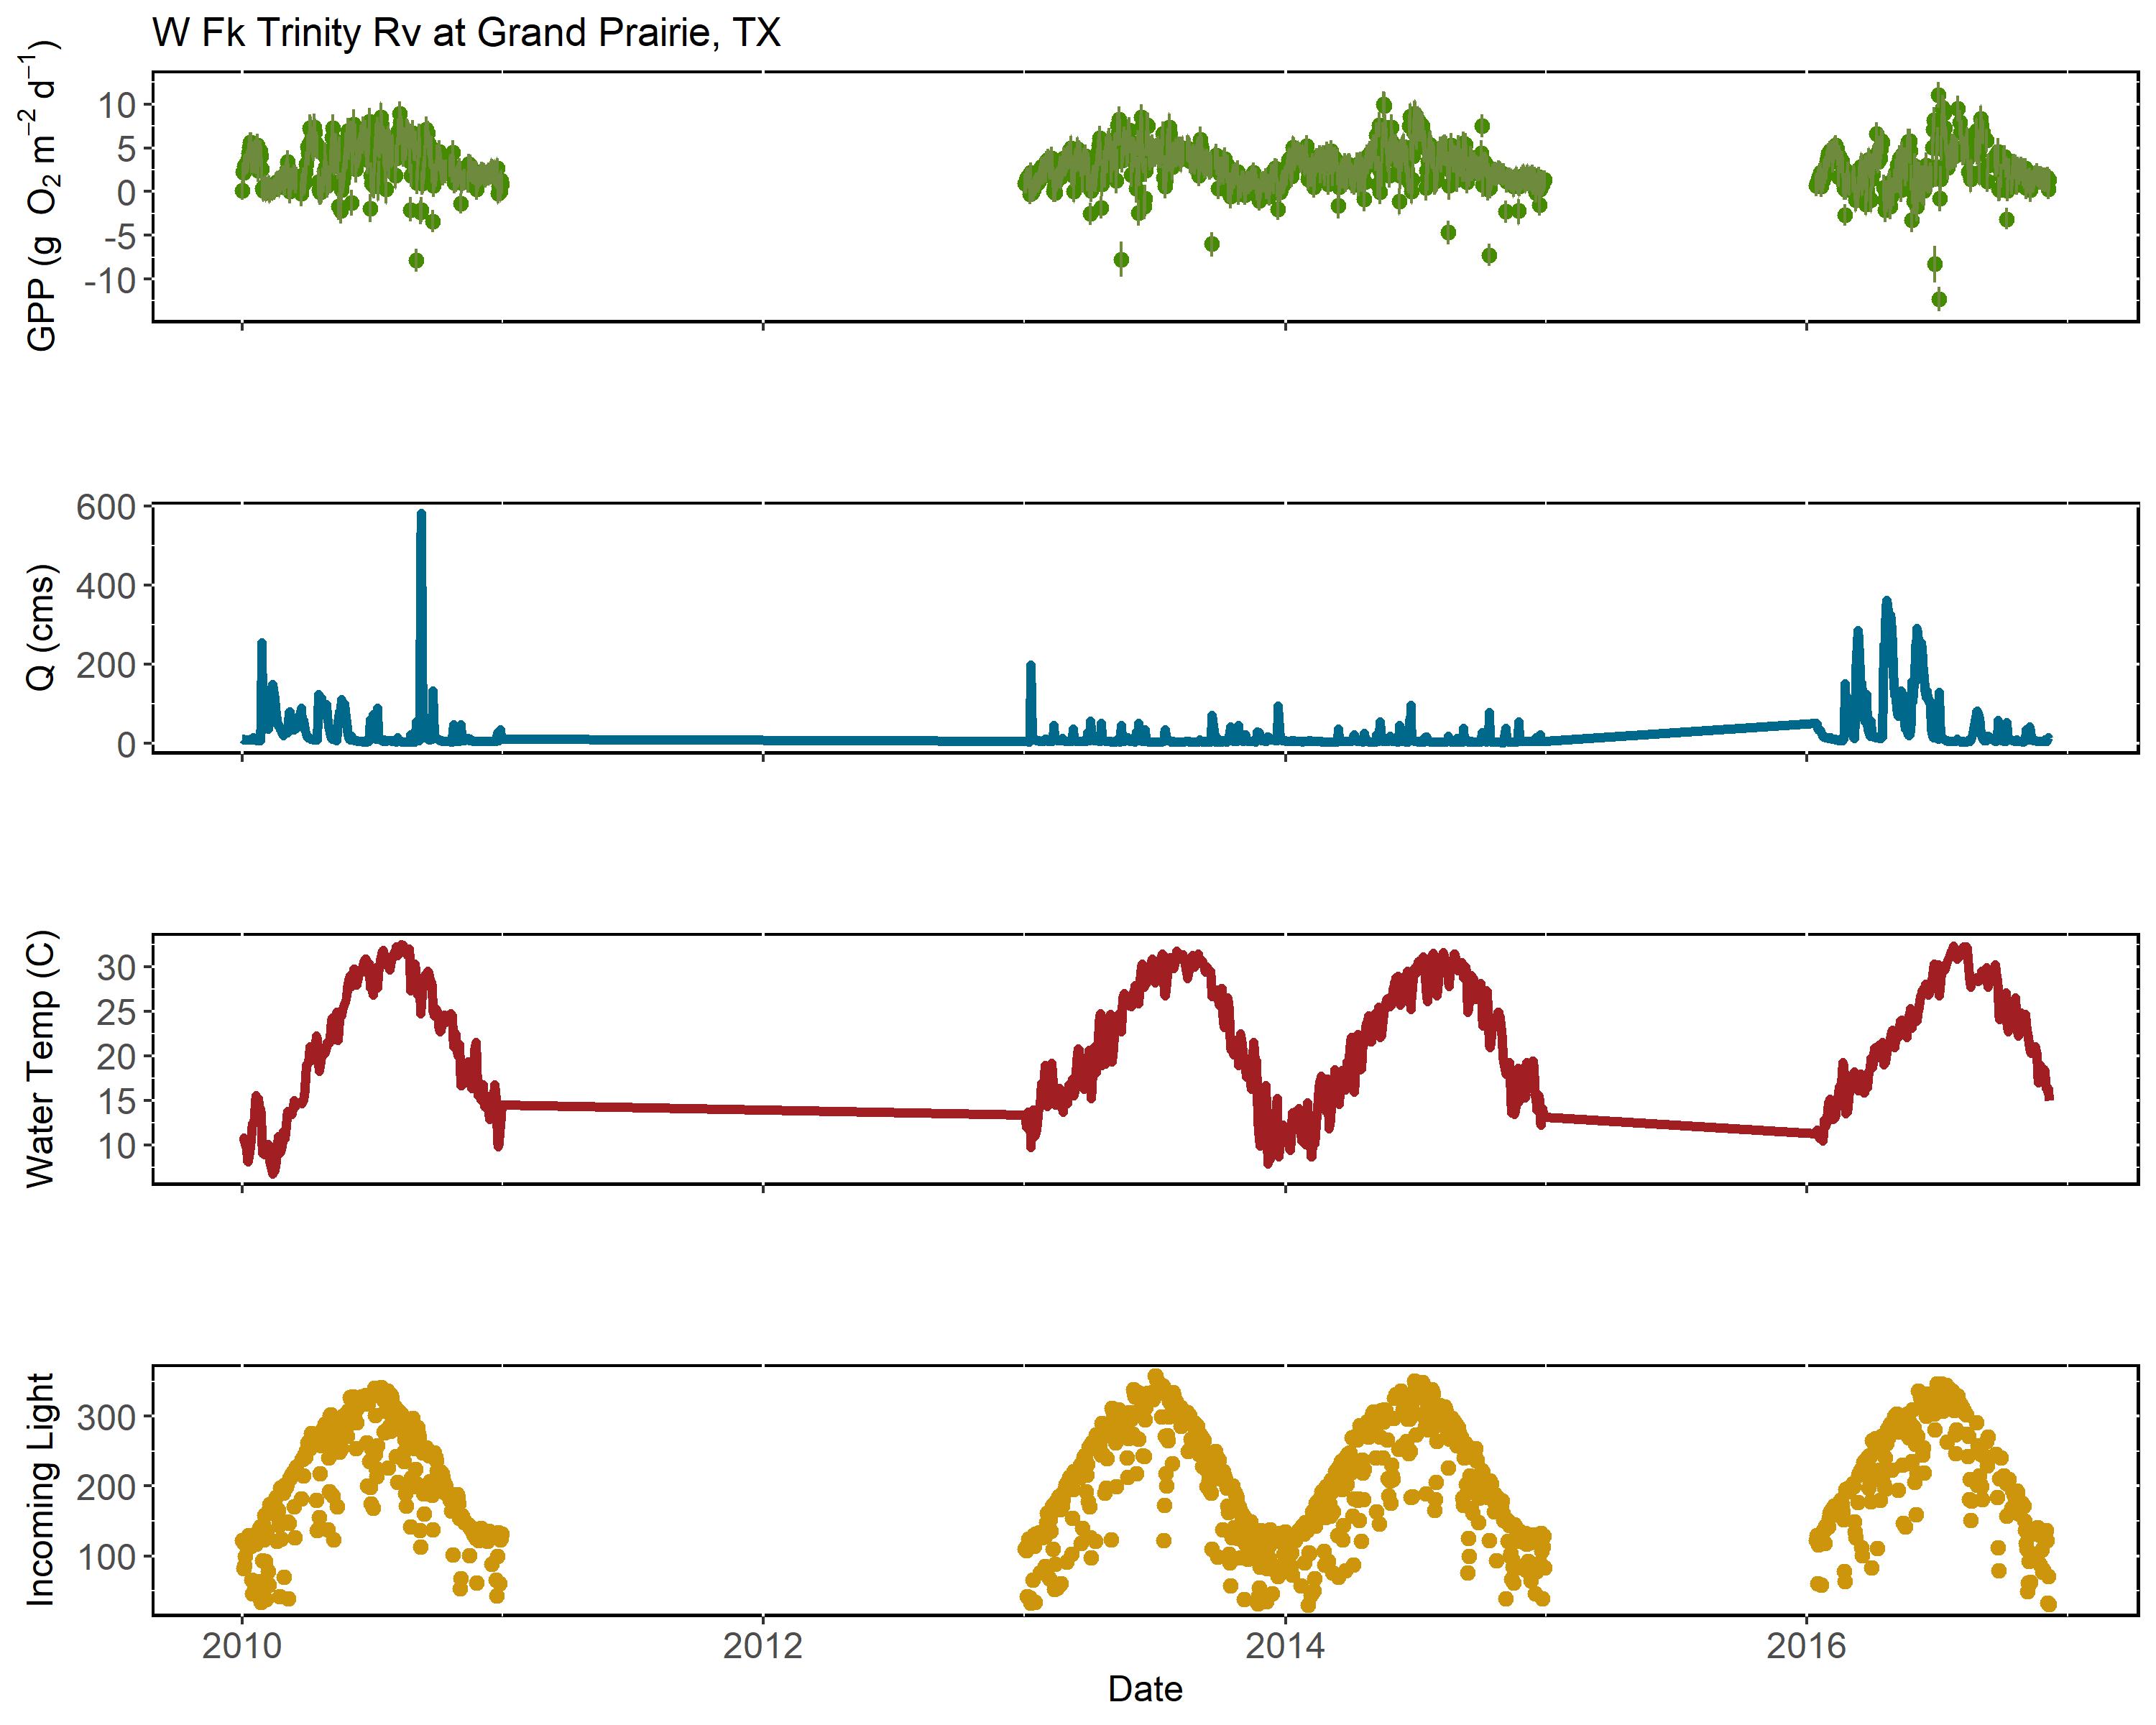 W Fk Trinity Rv at Grand Prairie, TX
GPP (g O₂ m⁻² d⁻¹)
10
5
0
-5
-10
Q (cms)
600
400
200
0
Water Temp (C)
30
25
20
15
10
Incoming Light
300
200
100
2010 2012 2014 2016
Date